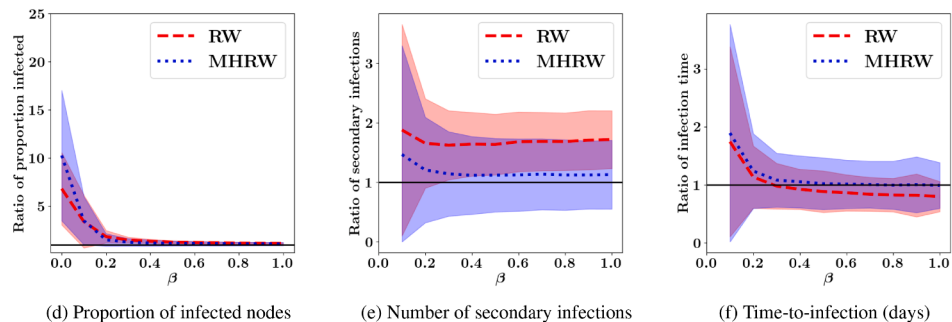 Ratio of proportion infected
25
20
15
10
5
0.0 0.2 0.4 0.6 0.8 1.0
β
RW
MHRW
(d) Proportion of infected nodes
Ratio of secondary infections
3
2
1
0
0.0 0.2 0.4 0.6 0.8 1.0
β
RW
MHRW
(e) Number of secondary infections
Ratio of infection time
3
2
1
0
0.0 0.2 0.4 0.6 0.8 1.0
β
RW
MHRW
(f) Time-to-infection (days)